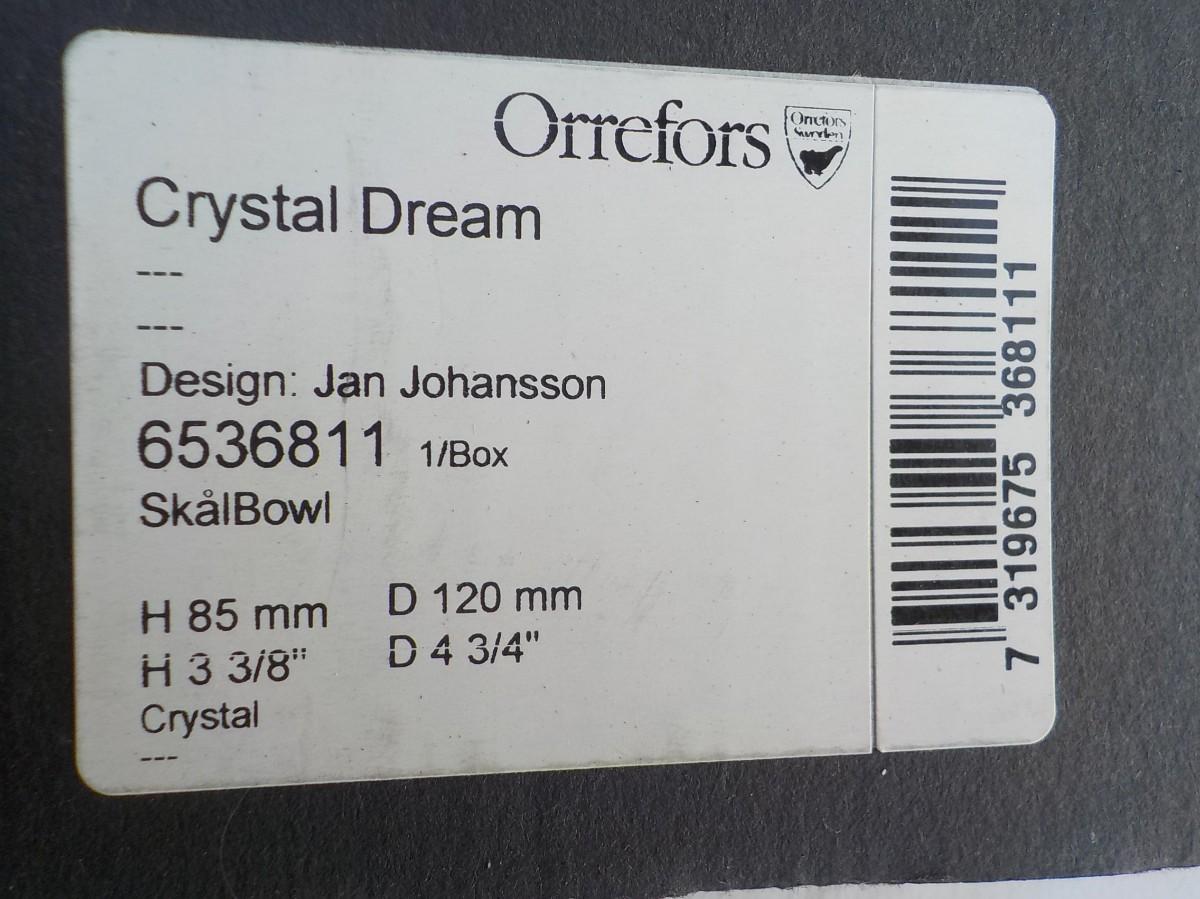 Orrefors
Orrefors
Sweden
Crystal Dream
---
---
Design: Jan Johansson
6536811 1/Box
SkålBowl
H 85 mm D 120 mm
H 3 3/8" D 4 3/4"
Crystal
---
7 319675 368111